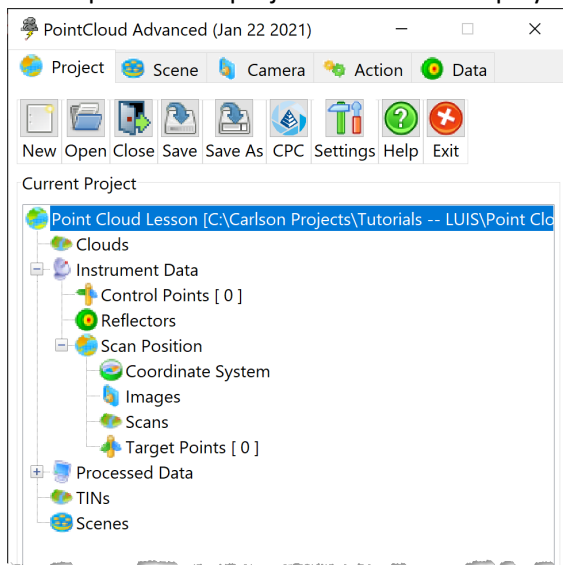 PointCloud Advanced (Jan 22 2021)
Project Scene Camera Action Data
New Open Close Save Save As CPC Settings Help Exit
Current Project
Point Cloud Lesson [C:\Carlson Projects\Tutorials -- LUIS\Point Clo
Clouds
Instrument Data
Control Points [ 0 ]
Reflectors
Scan Position
Coordinate System
Images
Scans
Target Points [ 0 ]
Processed Data
TINs
Scenes